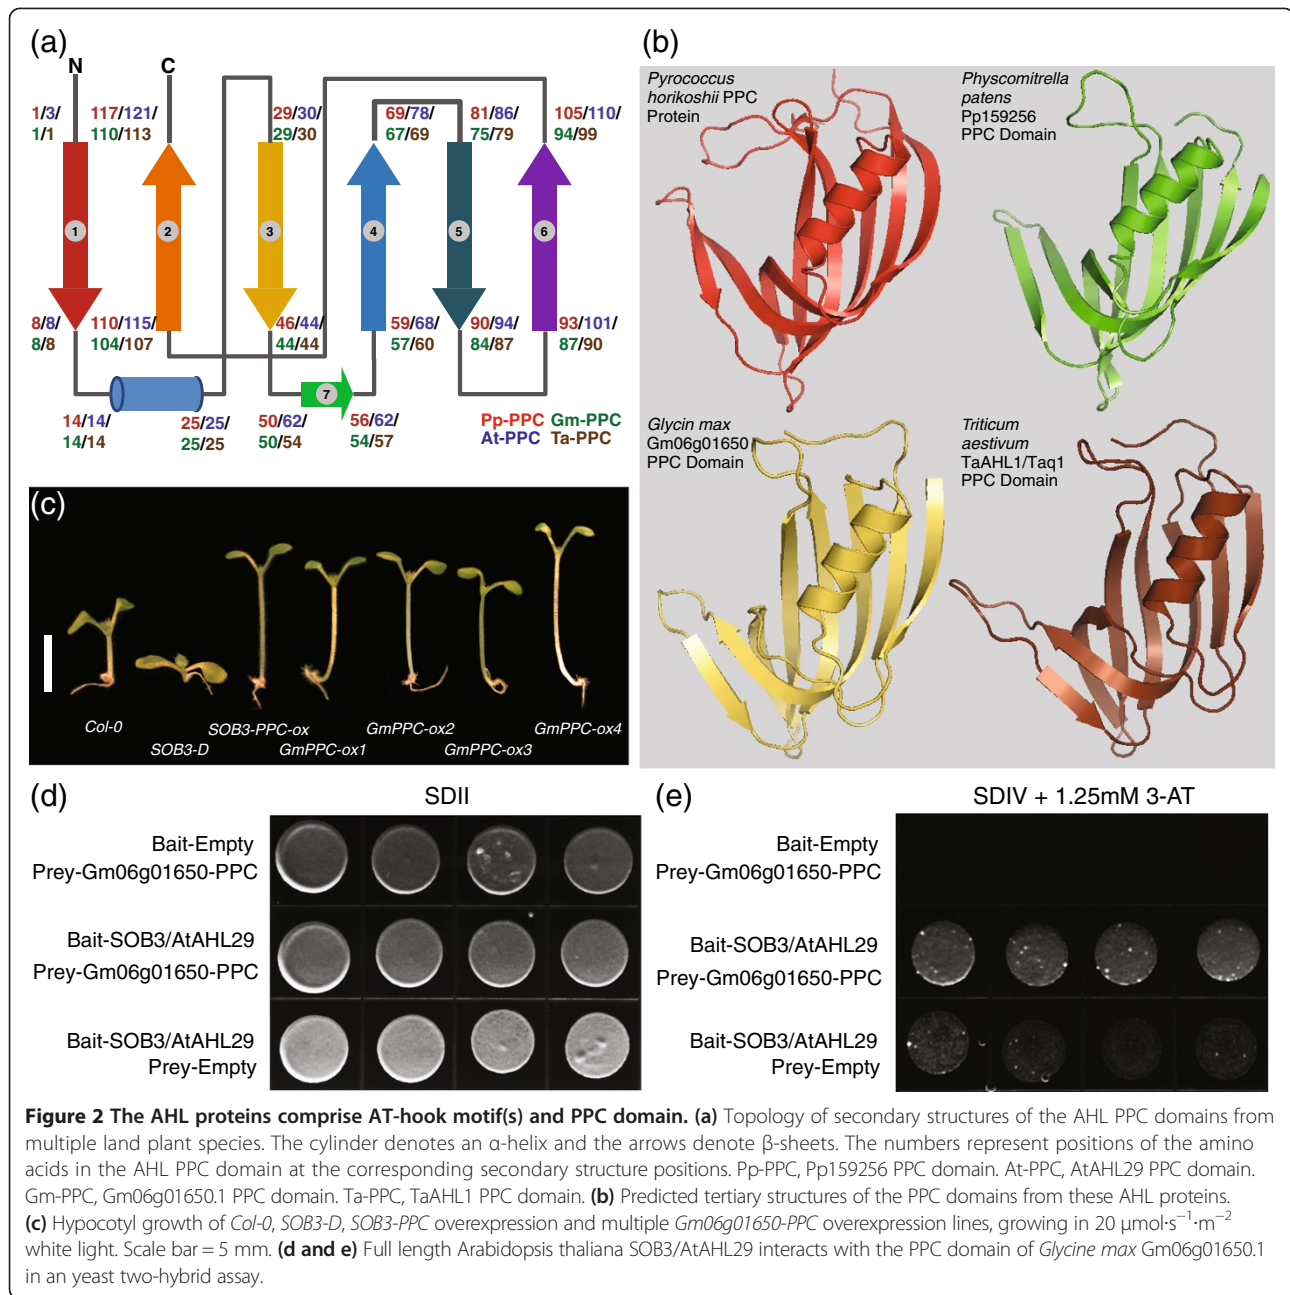 (a)
N
C
1/3/
1/1
117/121/
110/113
29/30/
29/30
69/78/
67/69
81/86/
75/79
105/110/
94/99
1
2
3
4
5
6
8/8/
8/8
110/115/
104/107
46/44/
44/44
59/68/
57/60
90/94/
84/87
93/101/
87/90
7
14/14/
14/14
25/25/
25/25
50/62/
50/54
56/62/
54/57
Pp-PPC Gm-PPC
At-PPC Ta-PPC
(b)
Pyrococcus
horikoshii PPC
Protein
Physcomitrella
patens
Pp159256
PPC Domain
Glycin max
Gm06g01650
PPC Domain
Triticum
aestivum
TaAHL1/Taq1
PPC Domain
(c)
Col-0
SOB3-D
SOB3-PPC-ox
GmPPC-ox1
GmPPC-ox2
GmPPC-ox3
GmPPC-ox4
(d)
SDII
Bait-Empty
Prey-Gm06g01650-PPC
Bait-SOB3/AtAHL29
Prey-Gm06g01650-PPC
Bait-SOB3/AtAHL29
Prey-Empty
(e)
SDIV + 1.25mM 3-AT
Bait-Empty
Prey-Gm06g01650-PPC
Bait-SOB3/AtAHL29
Prey-Gm06g01650-PPC
Bait-SOB3/AtAHL29
Prey-Empty
Figure 2 The AHL proteins comprise AT-hook motif(s) and PPC domain. (a) Topology of secondary structures of the AHL PPC domains from
multiple land plant species. The cylinder denotes an α-helix and the arrows denote β-sheets. The numbers represent positions of the amino
acids in the AHL PPC domain at the corresponding secondary structure positions. Pp-PPC, Pp159256 PPC domain. At-PPC, AtAHL29 PPC domain.
Gm-PPC, Gm06g01650.1 PPC domain. Ta-PPC, TaAHL1 PPC domain. (b) Predicted tertiary structures of the PPC domains from these AHL proteins.
(c) Hypocotyl growth of Col-0, SOB3-D, SOB3-PPC overexpression and multiple Gm06g01650-PPC overexpression lines, growing in 20 μmol·s⁻¹·m⁻²
white light. Scale bar = 5 mm. (d and e) Full length Arabidopsis thaliana SOB3/AtAHL29 interacts with the PPC domain of Glycine max Gm06g01650.1
in an yeast two-hybrid assay.